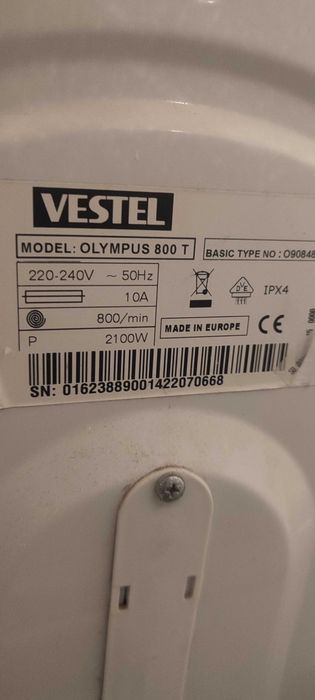 VESTEL
MODEL: OLYMPUS 800 T
BASIC TYPE NO : O90848
220-240V ~ 50Hz
10A
800/min
P 2100W
IPX4
MADE IN EUROPE
CE
SN: 01623889001422070668